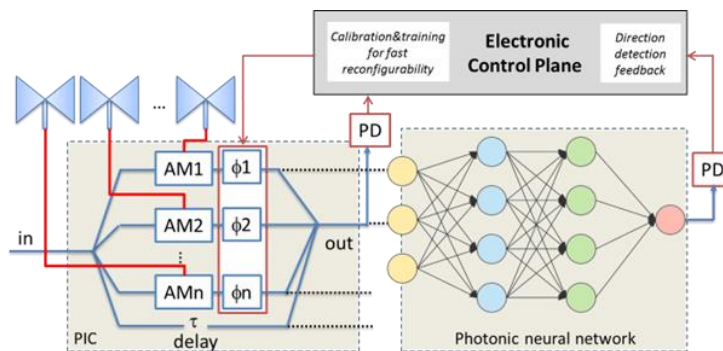 Calibration&training
for fast
reconfigurability
Electronic
Control Plane
Direction
detection
feedback
...
PD
PD
AM1
ϕ1
AM2
ϕ2
in
out
⋮
AMn
ϕn
τ
delay
PIC
Photonic neural network